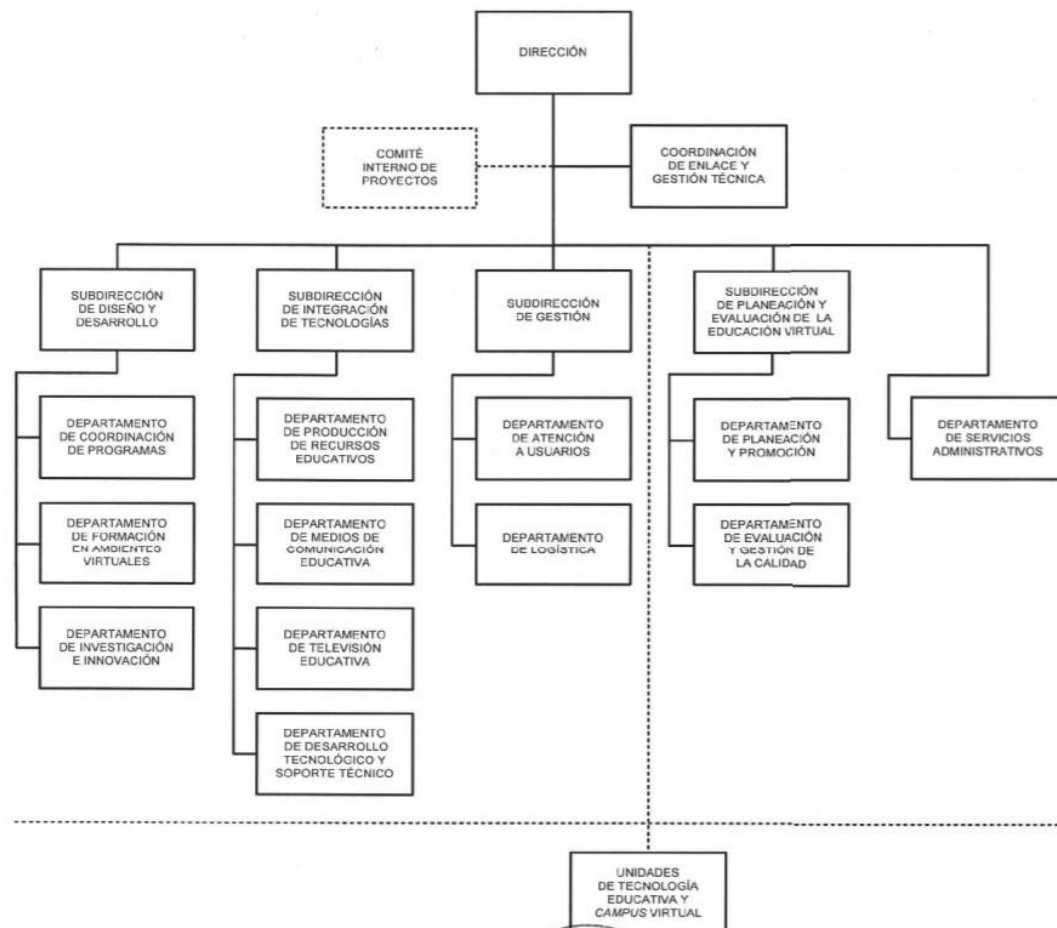 DIRECCIÓN
COMITÉ
INTERNO DE
PROYECTOS
COORDINACIÓN
DE ENLACE Y
GESTIÓN TÉCNICA
SUBDIRECCIÓN
DE DISEÑO Y
DESARROLLO
SUBDIRECCIÓN
DE INTEGRACIÓN
DE TECNOLOGÍAS
SUBDIRECCIÓN
DE GESTIÓN
SUBDIRECCIÓN
DE PLANEACIÓN Y
EVALUACIÓN DE LA
EDUCACIÓN VIRTUAL
DEPARTAMENTO
DE COORDINACIÓN
DE PROGRAMAS
DEPARTAMENTO
DE PRODUCCIÓN
DE RECURSOS
EDUCATIVOS
DEPARTAMENTO
DE ATENCIÓN
A USUARIOS
DEPARTAMENTO
DE PLANEACIÓN
Y PROMOCIÓN
DEPARTAMENTO
DE SERVICIOS
ADMINISTRATIVOS
DEPARTAMENTO
DE FORMACIÓN
EN AMBIENTES
VIRTUALES
DEPARTAMENTO
DE MEDIOS DE
COMUNICACIÓN
EDUCATIVA
DEPARTAMENTO
DE LOGÍSTICA
DEPARTAMENTO
DE EVALUACIÓN
Y GESTIÓN DE
LA CALIDAD
DEPARTAMENTO
DE INVESTIGACIÓN
E INNOVACIÓN
DEPARTAMENTO
DE TELEVISIÓN
EDUCATIVA
DEPARTAMENTO
DE DESARROLLO
TECNOLÓGICO Y
SOPORTE TÉCNICO
UNIDADES
DE TECNOLOGÍA
EDUCATIVA Y
CAMPUS VIRTUAL